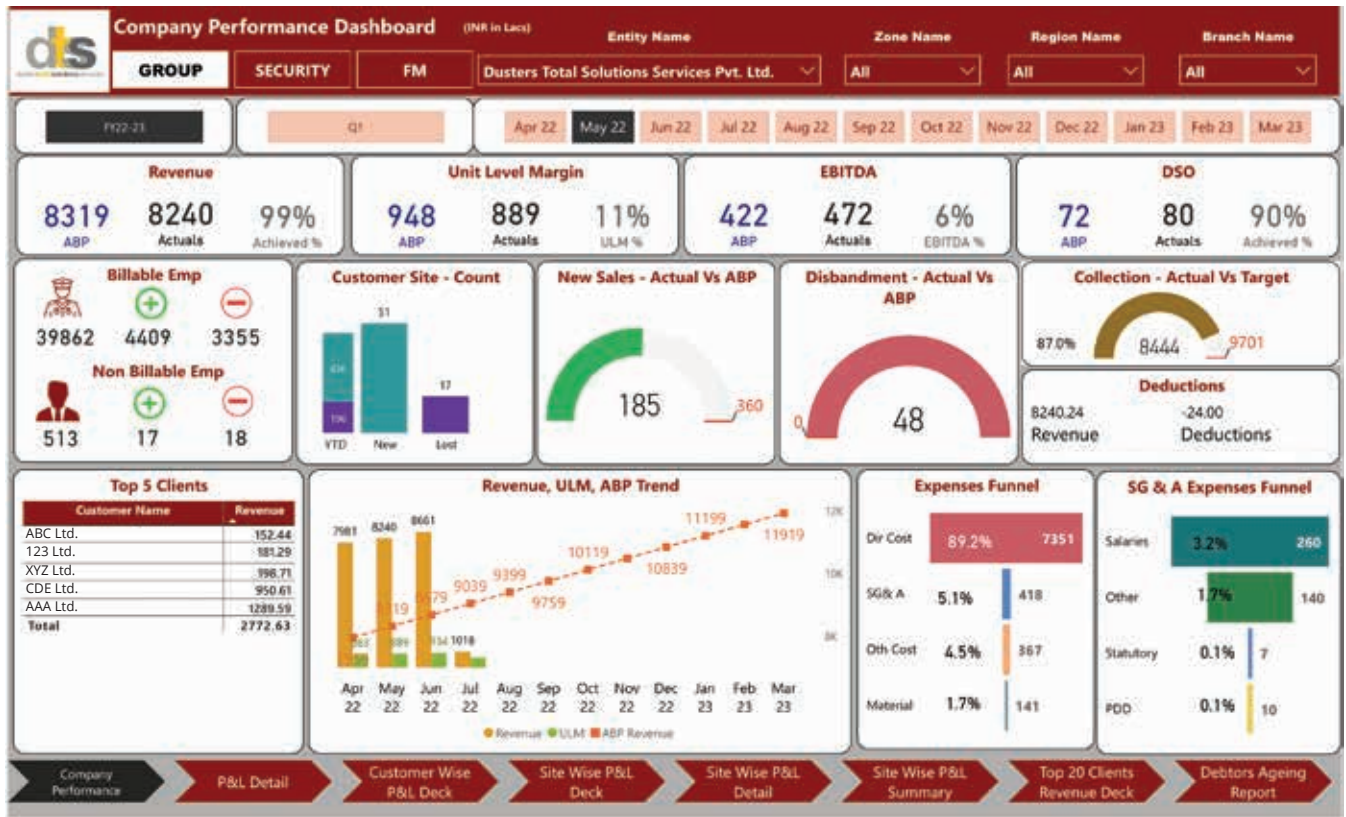 dts
Company Performance Dashboard (INR in Lacs)
GROUP SECURITY FM
Entity Name
Dusters Total Solutions Services Pvt. Ltd.
Zone Name
All
Region Name
All
Branch Name
All
FY22-23
Q1
Apr 22 May 22 Jun 22 Jul 22 Aug 22 Sep 22 Oct 22 Nov 22 Dec 22 Jan 23 Feb 23 Mar 23
Revenue
8319 8240 99%
ABP Actuals Achieved %
Unit Level Margin
948 889 11%
ABP Actuals ULM %
EBITDA
422 472 6%
ABP Actuals EBITDA %
DSO
72 80 90%
ABP Actuals Achieved %
Billable Emp
39862 4409 3355
Non Billable Emp
513 17 18
Customer Site - Count
51
17
YTD New Lost
New Sales - Actual Vs ABP
185
360
Disbandment - Actual Vs
ABP
0
48
Collection - Actual Vs Target
87.0% 8444 9701
Deductions
8240.24 -24.00
Revenue Deductions
Top 5 Clients
Customer Name Revenue
ABC Ltd. 152.44
123 Ltd. 181.29
XYZ Ltd. 198.71
CDE Ltd. 950.61
AAA Ltd. 1289.59
Total 2772.63
Revenue, ULM, ABP Trend
7981 8240 8661
1018
9039 9399
9759
10119
10839
11199
11919
12K
10K
8K
Apr May Jun Jul Aug Sep Oct Nov Dec Jan Feb Mar
22 22 22 22 22 22 22 22 22 23 23 23
Revenue ULM ABP Revenue
Expenses Funnel
Dir Cost 89.2% 7351
SG& A 5.1% 418
Oth Cost 4.5% 367
Material 1.7% 141
SG & A Expenses Funnel
Salaries 3.2% 260
Other 1.7% 140
Statutory 0.1% 7
PDD 0.1% 10
Company
Performance
P&L Detail
Customer Wise
P&L Deck
Site Wise P&L
Deck
Site Wise P&L
Detail
Site Wise P&L
Summary
Top 20 Clients
Revenue Deck
Debtors Ageing
Report